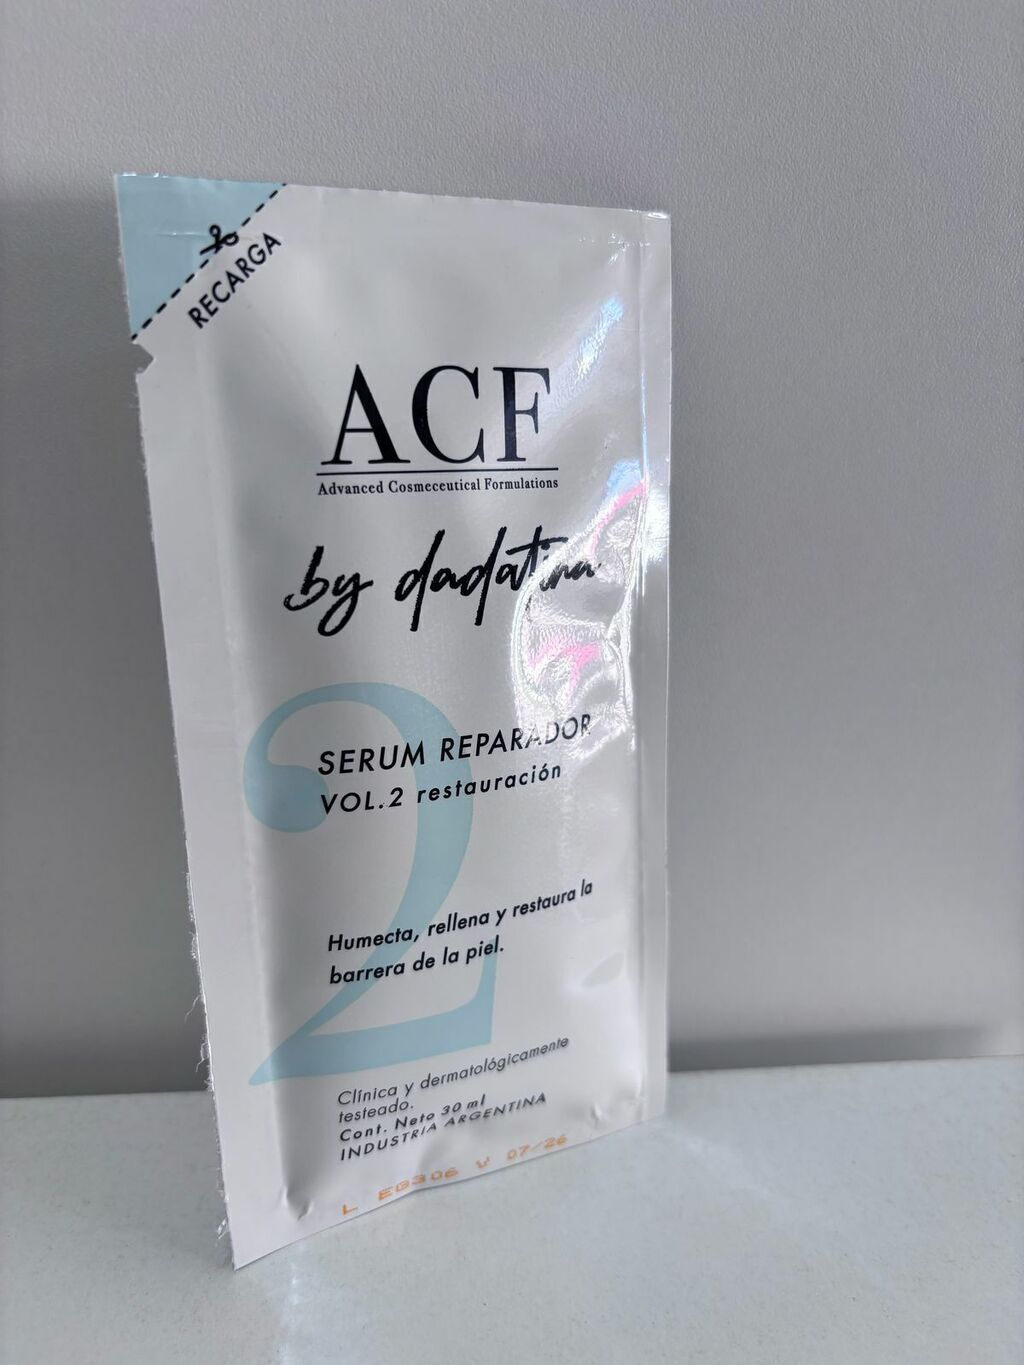 RECARGA
ACF
Advanced Cosmeceutical Formulations
by dadatina
2
SERUM REPARADOR
VOL.2 restauración
Humecta, rellena y restaura la
barrera de la piel.
Clínica y dermatológicamente
testeado.
Cont. Neto 30 ml
INDUSTRIA ARGENTINA
L EG306 V 07/26